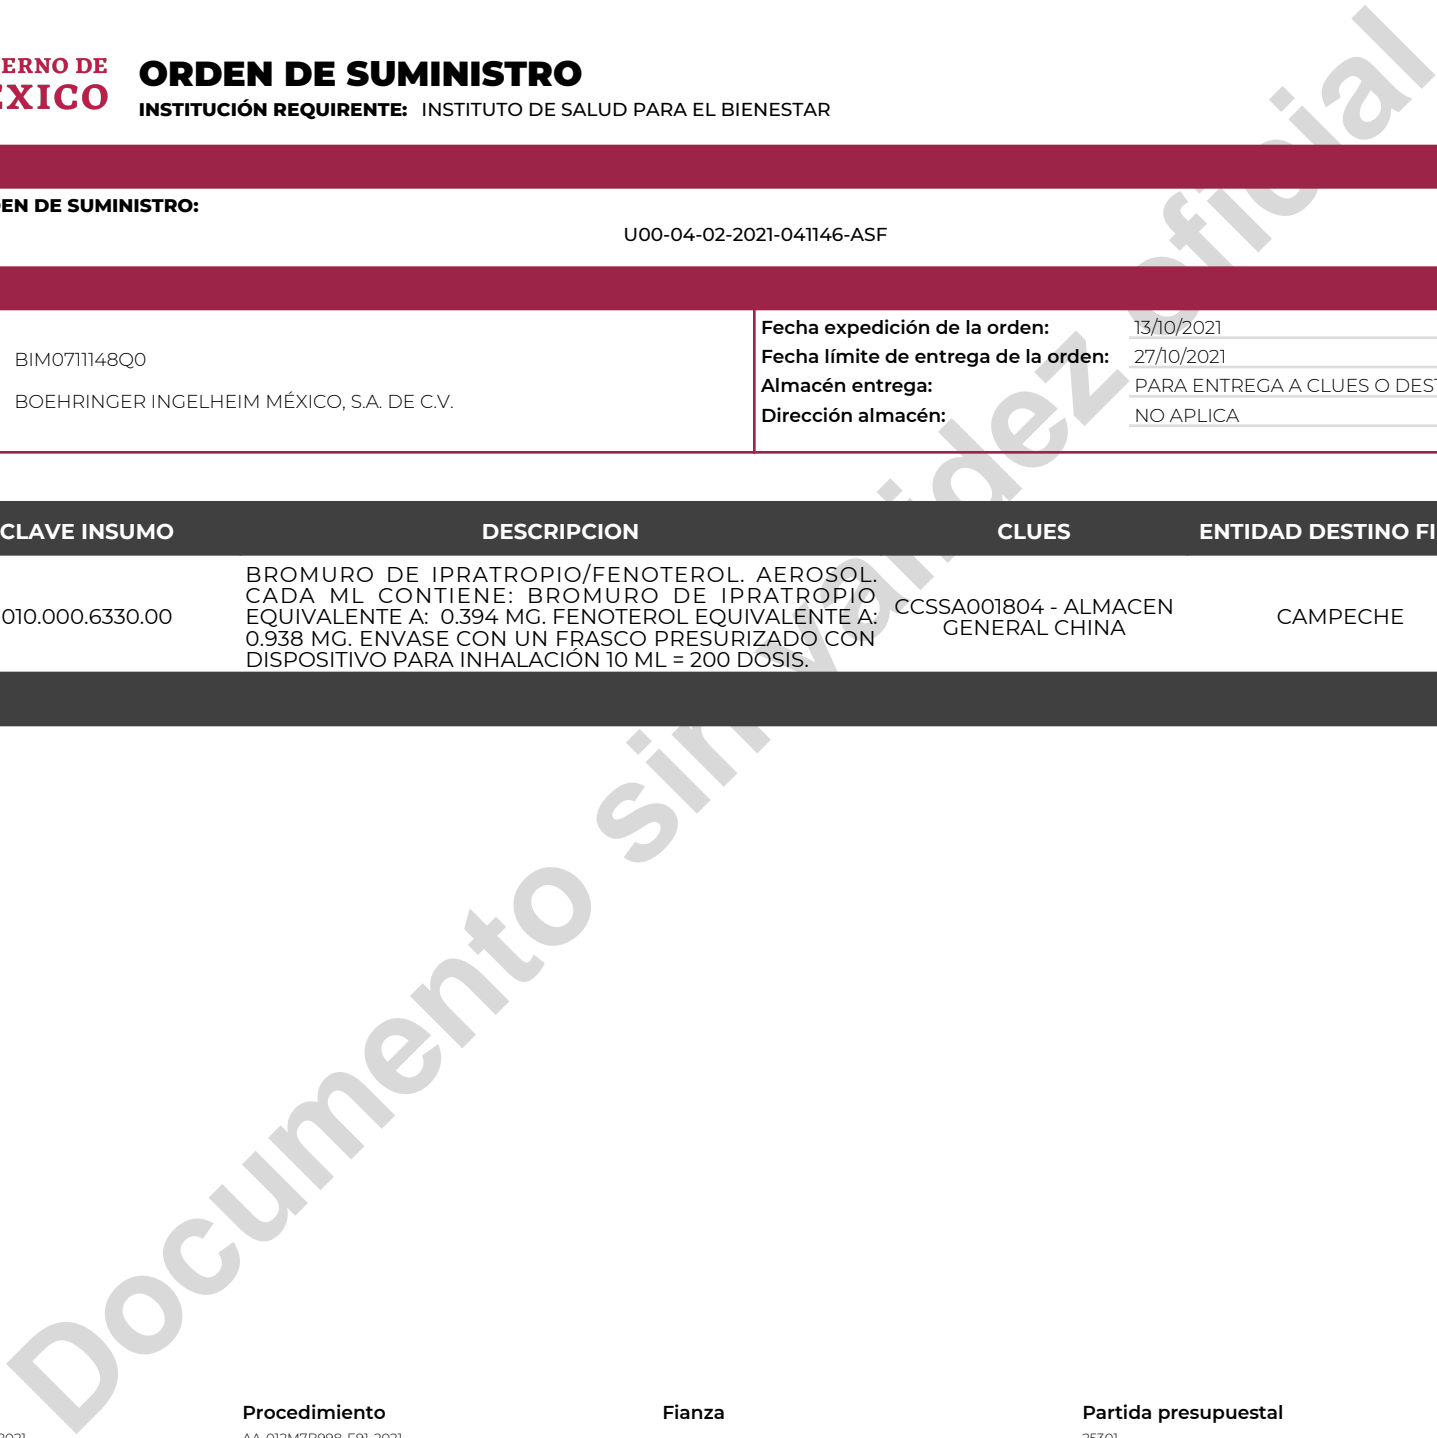 ERNO DE
ÉXICO
ORDEN DE SUMINISTRO
INSTITUCIÓN REQUIRENTE: INSTITUTO DE SALUD PARA EL BIENESTAR
EN DE SUMINISTRO:
U00-04-02-2021-041146-ASF
BIM0711148Q0
BOEHRINGER INGELHEIM MÉXICO, S.A. DE C.V.
Fecha expedición de la orden: 13/10/2021
Fecha límite de entrega de la orden: 27/10/2021
Almacén entrega: PARA ENTREGA A CLUES O DEST
Dirección almacén: NO APLICA
CLAVE INSUMO DESCRIPCION CLUES ENTIDAD DESTINO FI
010.000.6330.00
BROMURO DE IPRATROPIO/FENOTEROL. AEROSOL.
CADA ML CONTIENE: BROMURO DE IPRATROPIO
EQUIVALENTE A: 0.394 MG. FENOTEROL EQUIVALENTE A:
0.938 MG. ENVASE CON UN FRASCO PRESURIZADO CON
DISPOSITIVO PARA INHALACIÓN 10 ML = 200 DOSIS.
CCSSA001804 - ALMACEN
GENERAL CHINA
CAMPECHE
Documento sin validez oficial
Procedimiento Fianza Partida presupuestal